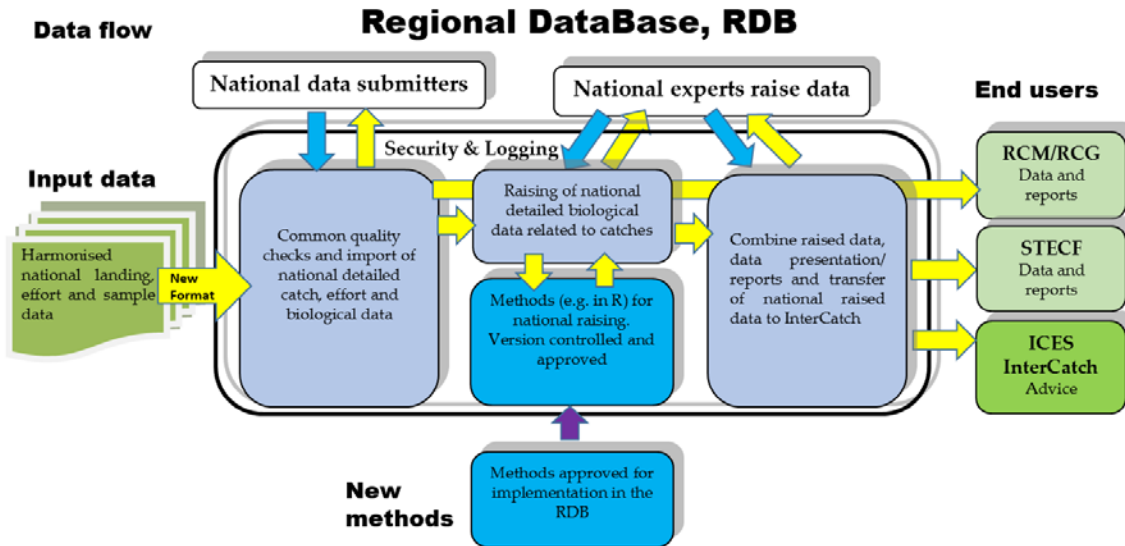 Data flow
Regional DataBase, RDB
National data submitters
National experts raise data
End users
Security & Logging
Input data
Harmonised
national landing,
effort and sample
data
New
Format
Common quality
checks and import of
national detailed
catch, effort and
biological data
Raising of national
detailed biological
data related to catches
Methods (e.g. in R) for
national raising.
Version controlled and
approved
Combine raised data,
data presentation/
reports and transfer
of national raised
data to InterCatch
RCM/RCG
Data and
reports
STECF
Data and
reports
ICES
InterCatch
Advice
New
methods
Methods approved for
implementation in the
RDB